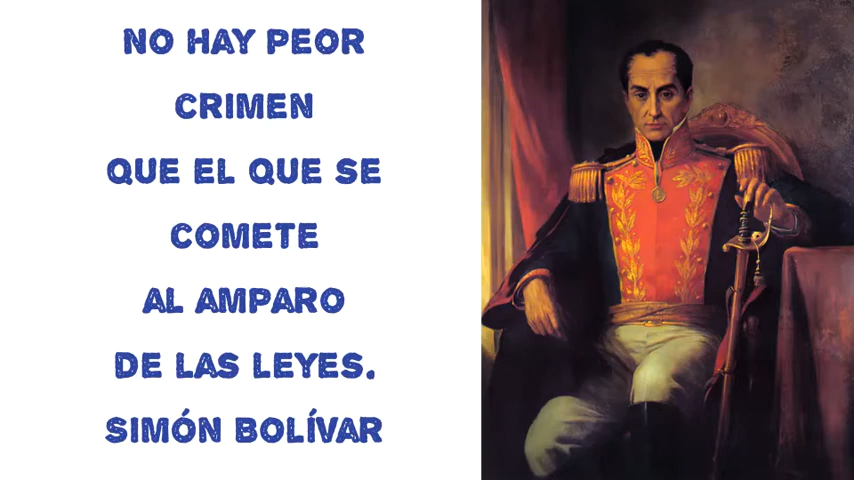 NO HAY PEOR
CRIMEN
QUE EL QUE SE
COMETE
AL AMPARO
DE LAS LEYES.
SIMÓN BOLÍVAR